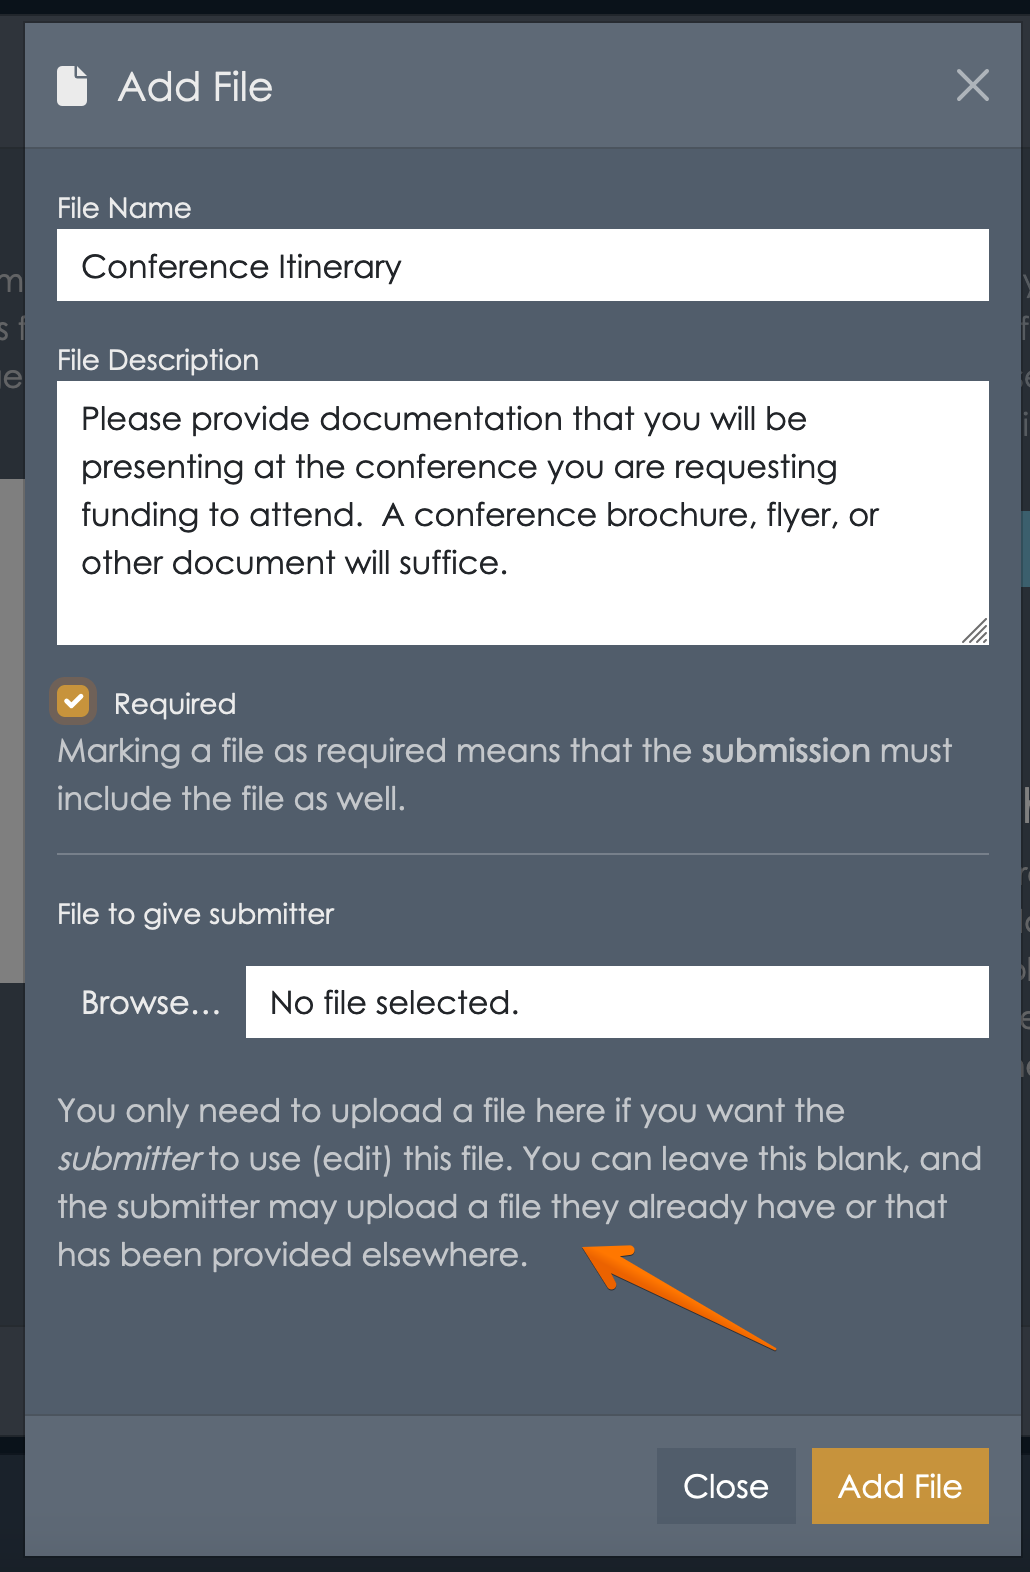 Add File
File Name
Conference Itinerary
File Description
Please provide documentation that you will be
presenting at the conference you are requesting
funding to attend.  A conference brochure, flyer, or
other document will suffice.
Required
Marking a file as required means that the submission must
include the file as well.
File to give submitter
Browse... No file selected.
You only need to upload a file here if you want the
submitter to use (edit) this file. You can leave this blank, and
the submitter may upload a file they already have or that
has been provided elsewhere.
Close Add File